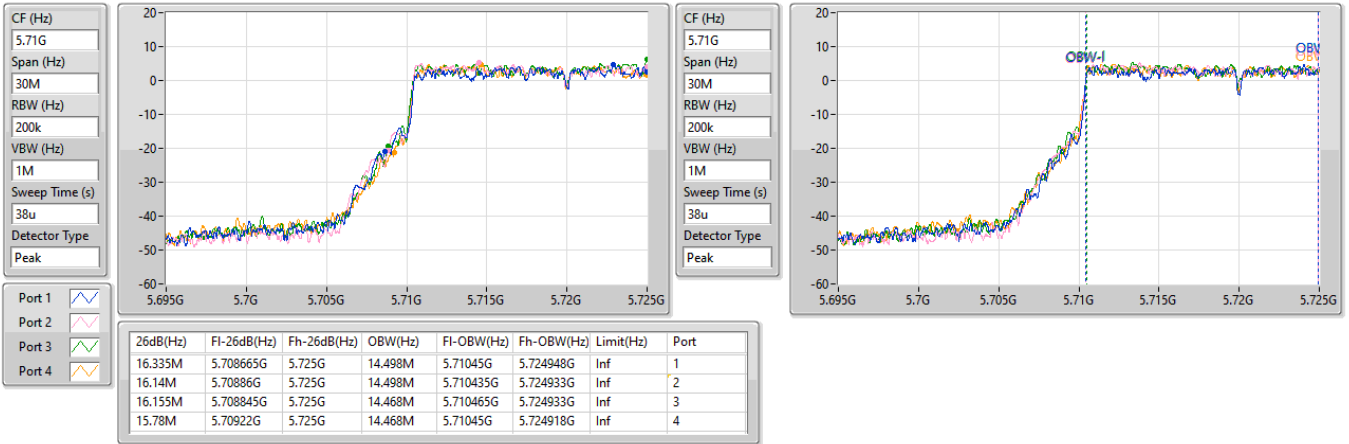 CF (Hz)
5.71G
Span (Hz)
30M
RBW (Hz)
200k
VBW (Hz)
1M
Sweep Time (s)
38u
Detector Type
Peak
20
10
0
-10
-20
-30
-40
-50
-60
5.695G 5.7G 5.705G 5.71G 5.715G 5.72G 5.725G
CF (Hz)
5.71G
Span (Hz)
30M
RBW (Hz)
200k
VBW (Hz)
1M
Sweep Time (s)
38u
Detector Type
Peak
20
10
0
-10
-20
-30
-40
-50
-60
OBW-l
OBW
OBW
5.695G 5.7G 5.705G 5.71G 5.715G 5.72G 5.725G
Port 1
Port 2
Port 3
Port 4
26dB(Hz) Fl-26dB(Hz) Fh-26dB(Hz) OBW(Hz) Fl-OBW(Hz) Fh-OBW(Hz) Limit(Hz) Port
16.335M 5.708665G 5.725G 14.498M 5.71045G 5.724948G Inf 1
16.14M 5.70886G 5.725G 14.498M 5.710435G 5.724933G Inf 2
16.155M 5.708845G 5.725G 14.468M 5.710465G 5.724933G Inf 3
15.78M 5.70922G 5.725G 14.468M 5.71045G 5.724918G Inf 4